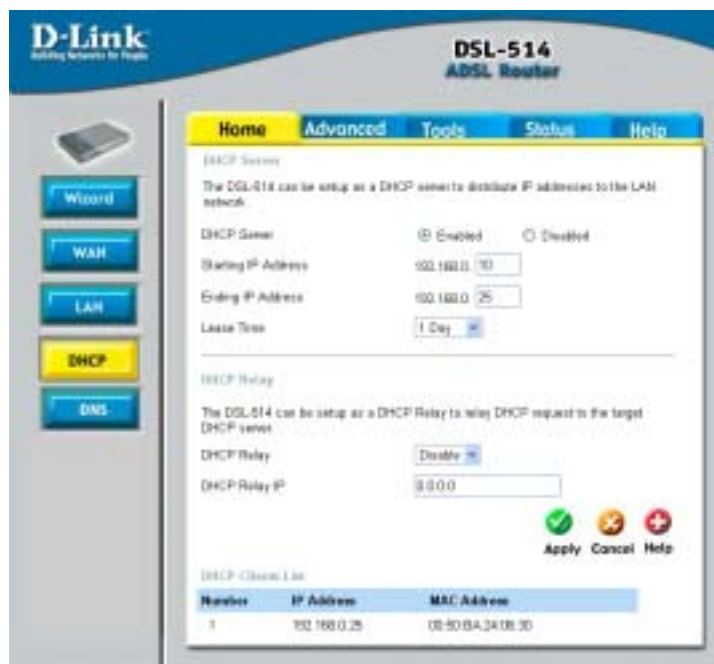 D-Link
Building Networks for People
DSL-514
ADSL Router
Home Advanced Tools Status Help
Wizard
WAN
LAN
DHCP
DNS
DHCP Server
The DSL-514 can be setup as a DHCP server to distribute IP addresses to the LAN
network.
DHCP Server Enabled Disabled
Starting IP Address 192.168.0. 10
Ending IP Address 192.168.0. 25
Lease Time 1 Day
DHCP Relay
The DSL-514 can be setup as a DHCP Relay to relay DHCP request to the target
DHCP server.
DHCP Relay Disable
DHCP Relay IP 0.0.0.0
Apply Cancel Help
DHCP Clients List
Number IP Address MAC Address
1 192.168.0.25